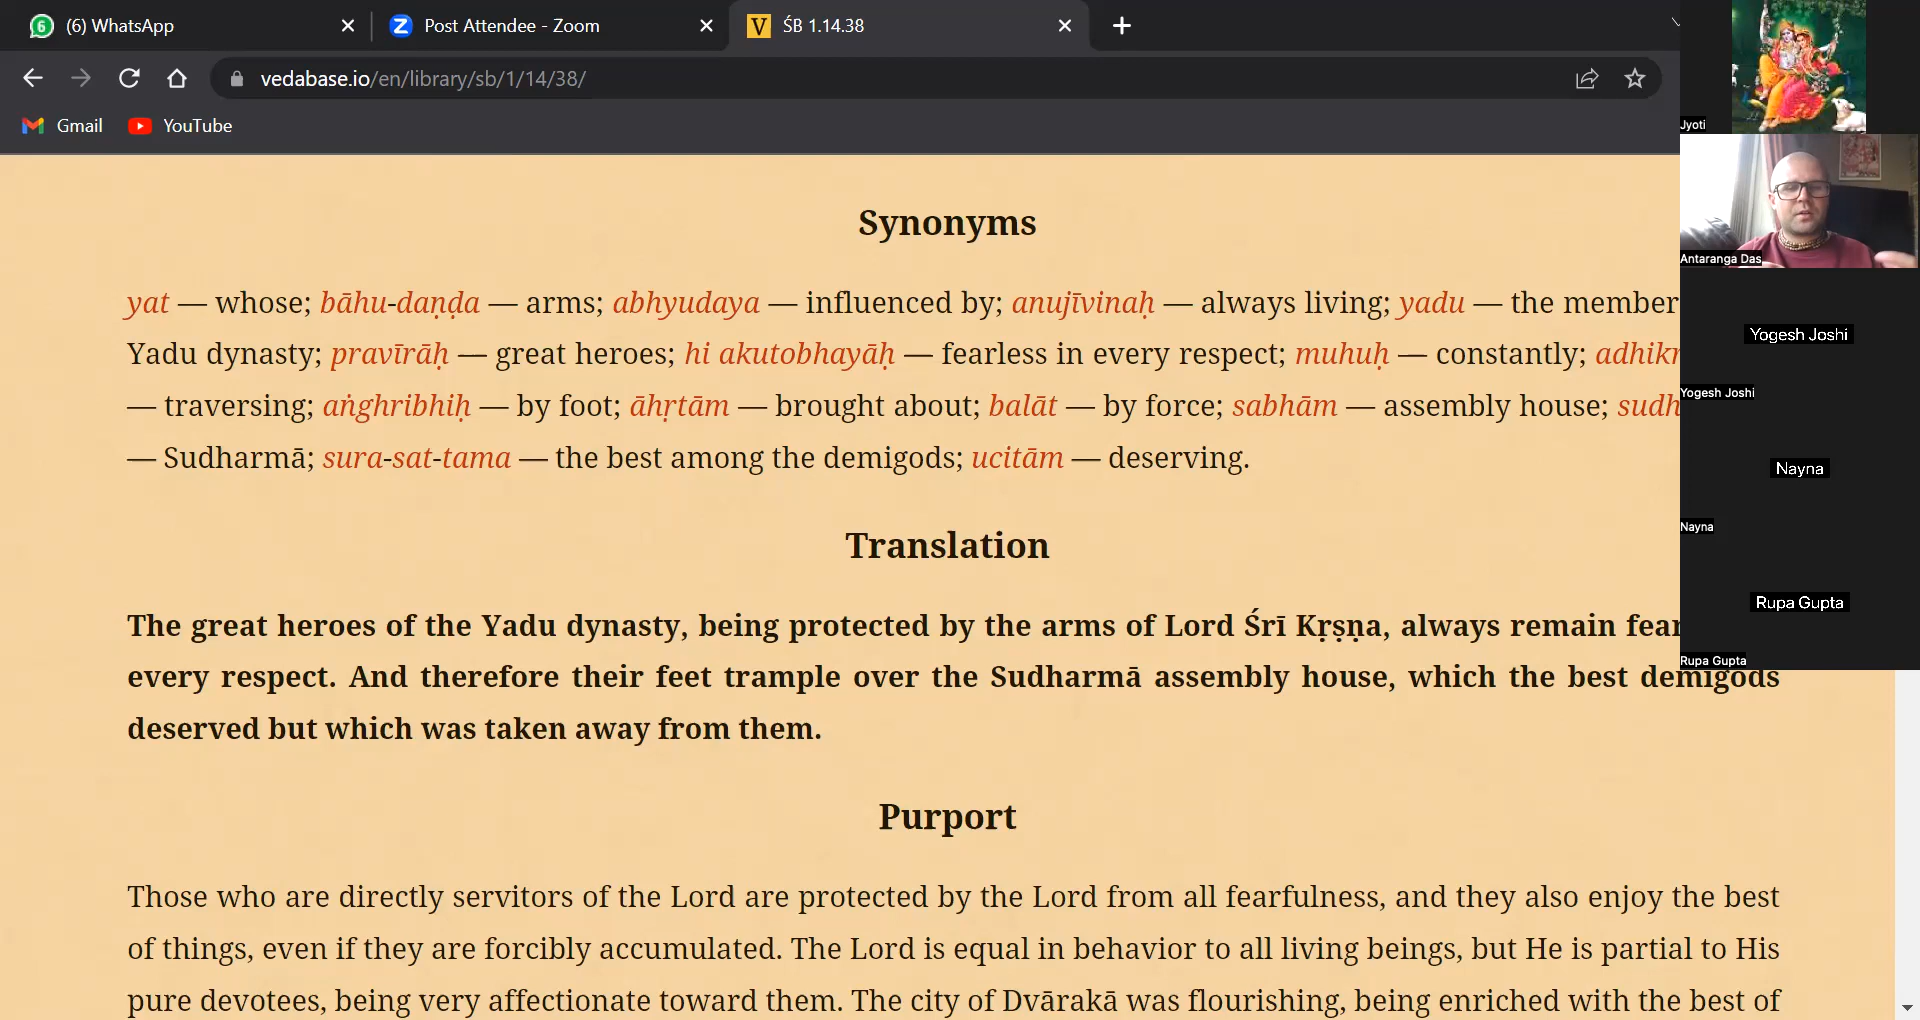 (6) WhatsApp
Post Attendee - Zoom
ŚB 1.14.38
vedabase.io/en/library/sb/1/14/38/
Gmail
YouTube
Synonyms
yat — whose; bāhu-daṇḍa — arms; abhyudaya — influenced by; anujīvinaḥ — always living; yadu — the member
Yadu dynasty; pravīrāḥ — great heroes; hi akutobhayāḥ — fearless in every respect; muhuḥ — constantly; adhikr
— traversing; aṅghribhiḥ — by foot; āhṛtām — brought about; balāt — by force; sabhām — assembly house; sudh
— Sudharmā; sura-sat-tama — the best among the demigods; ucitām — deserving.
Translation
The great heroes of the Yadu dynasty, being protected by the arms of Lord Śrī Kṛṣṇa, always remain fear
every respect. And therefore their feet trample over the Sudharmā assembly house, which the best demigods
deserved but which was taken away from them.
Purport
Those who are directly servitors of the Lord are protected by the Lord from all fearfulness, and they also enjoy the best
of things, even if they are forcibly accumulated. The Lord is equal in behavior to all living beings, but He is partial to His
pure devotees, being very affectionate toward them. The city of Dvārakā was flourishing, being enriched with the best of
Jyoti
Antaranga Das
Yogesh Joshi
Yogesh Joshi
Nayna
Nayna
Rupa Gupta
Rupa Gupta